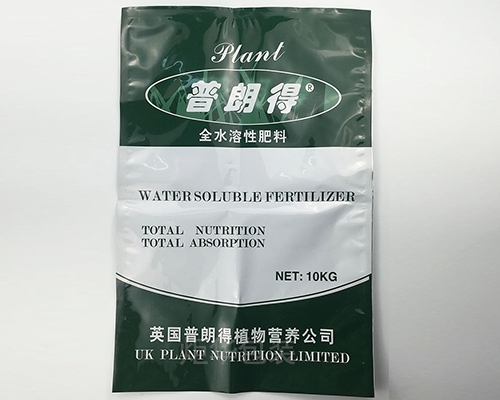 Plant
普朗得®
全水溶性肥料
WATER SOLUBLE FERTILIZER
TOTAL NUTRITION
TOTAL ABSORPTION
NET: 10KG
英国普朗得植物营养公司
UK PLANT NUTRITION LIMITED